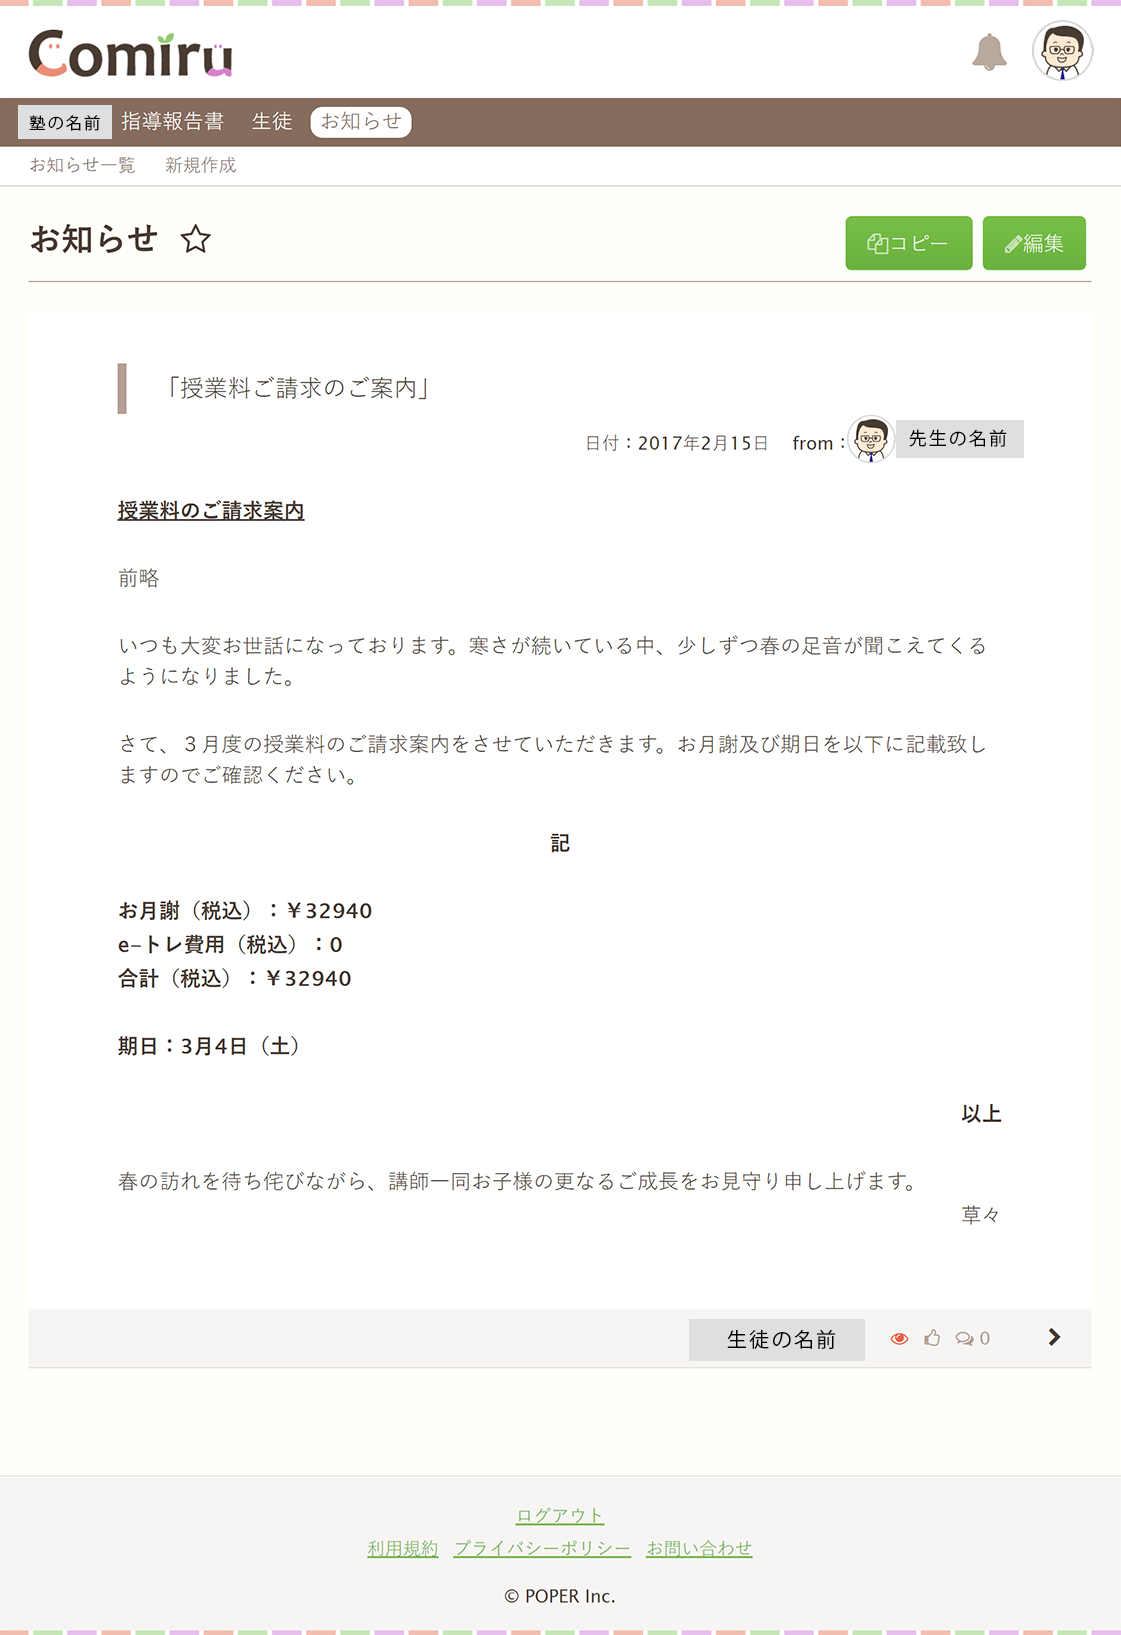 Comiru
塾の名前 指導報告書 生徒 お知らせ
お知らせ一覧 新規作成
お知らせ
コピー 編集
「授業料ご請求のご案内」
日付：2017年2月15日 from： 先生の名前
授業料のご請求案内
前略
いつも大変お世話になっております。寒さが続いている中、少しずつ春の足音が聞こえてくる
ようになりました。
さて、３月度の授業料のご請求案内をさせていただきます。お月謝及び期日を以下に記載致し
ますのでご確認ください。
記
お月謝（税込）：￥32940
e−トレ費用（税込）：0
合計（税込）：￥32940
期日：3月4日（土）
以上
春の訪れを待ち侘びながら、講師一同お子様の更なるご成長をお見守り申し上げます。
草々
生徒の名前 0
ログアウト
利用規約 プライバシーポリシー お問い合わせ
© POPER Inc.